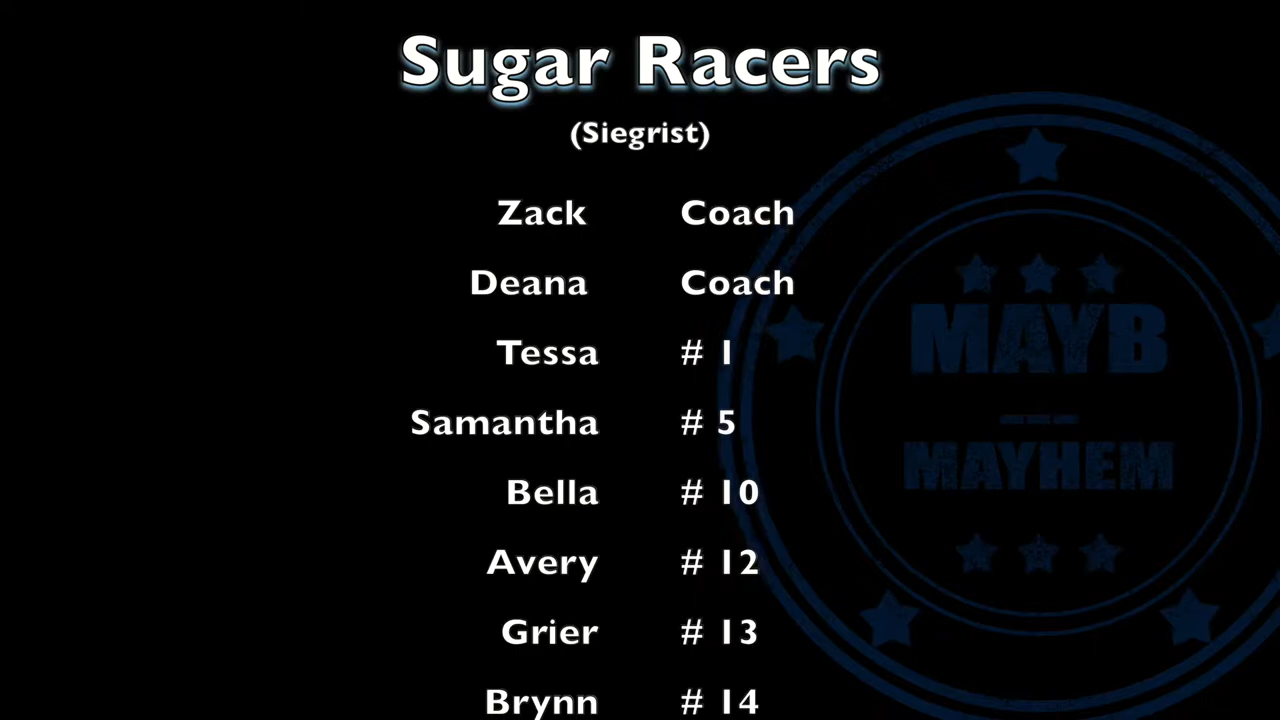 Sugar Racers
(Siegrist)
Zack Coach
Deana Coach
Tessa # 1
Samantha # 5
Bella # 10
Avery # 12
Grier # 13
Brynn # 14
MAYB
MAYHEM